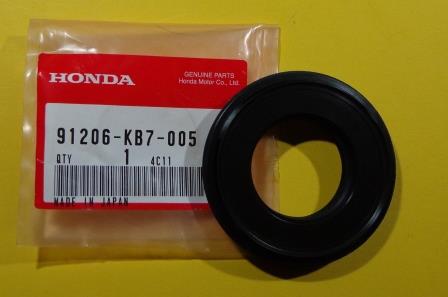 HONDA
GENUINE PARTS
Honda Motor Co., Ltd.
91206-KB7-005
QTY 1 4C11
MADE IN JAPAN